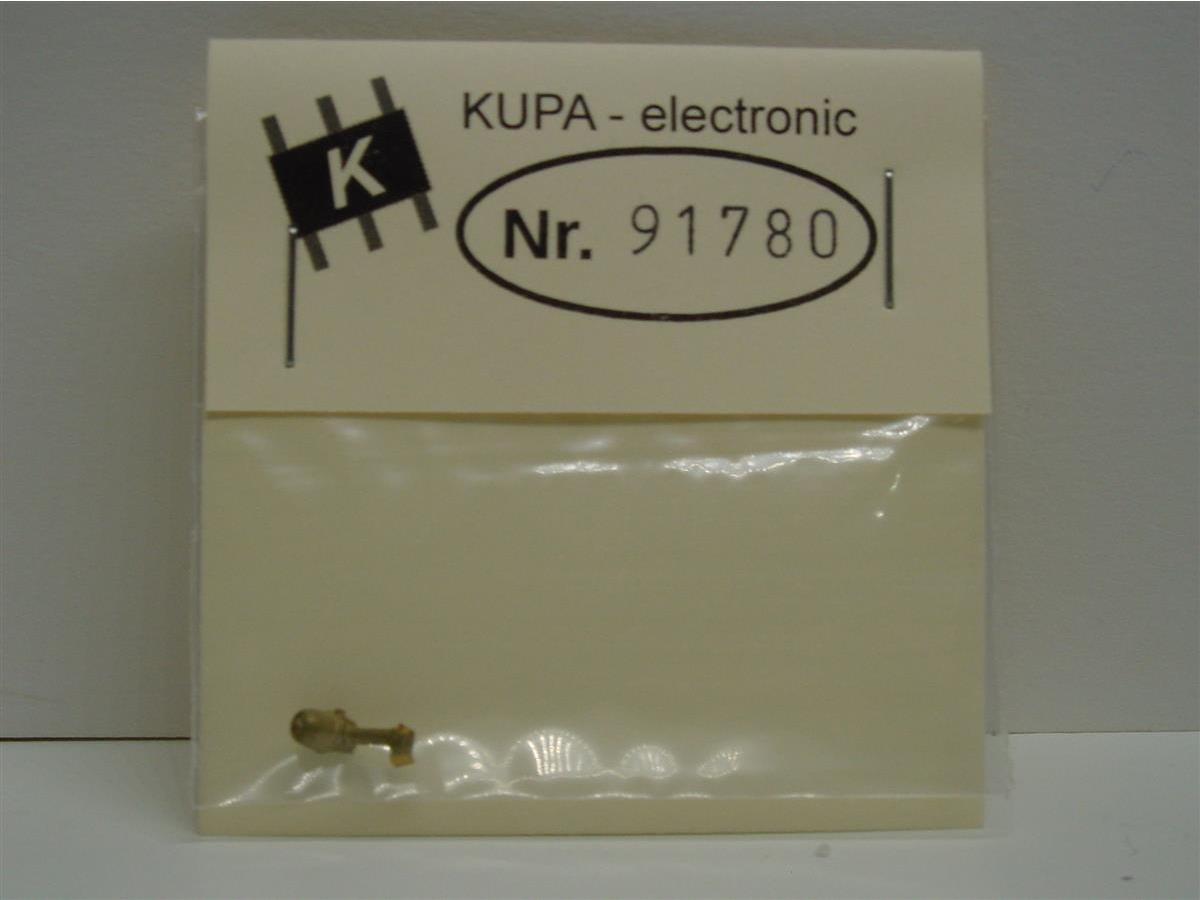 KUPA - electronic
K
Nr. 91780